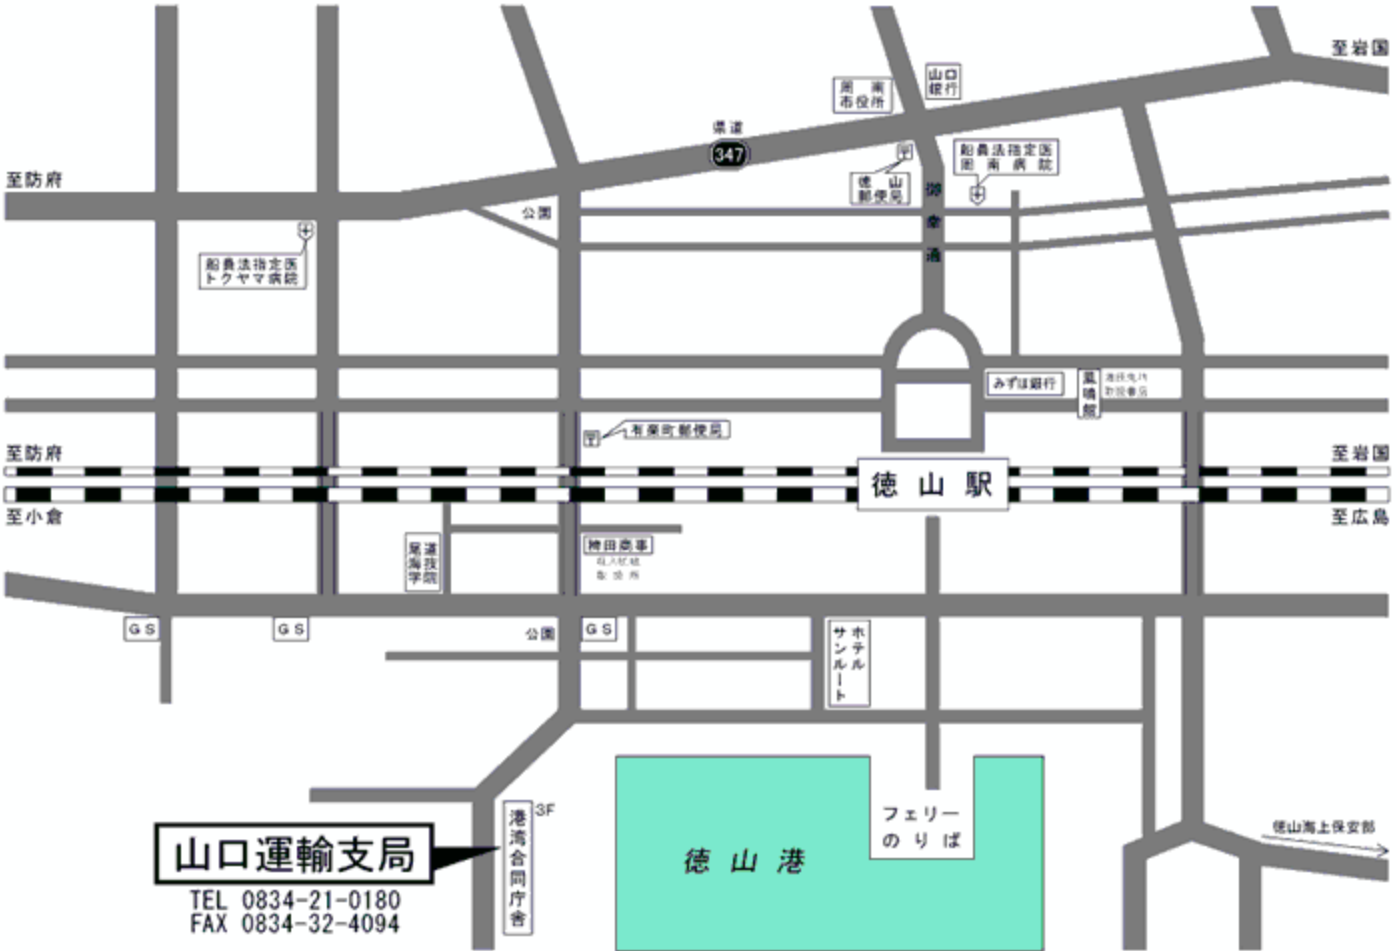 至岩国
山口
銀行
周南
市役所
県道
347
船員法指定医
周南病院
至防府
徳山
郵便局
御幸通
公園
船員法指定医
トクヤマ病院
みずほ銀行
鳳鳴館
有楽町郵便局
至防府
至岩国
徳山駅
至小倉
至広島
尾道
海技
学院
商事
GS
GS
公園
GS
ホテル
サンルート
3F
港湾合同庁舎
フェリー
のりば
徳山海上保安部
山口運輸支局
徳山港
TEL 0834-21-0180
FAX 0834-32-4094